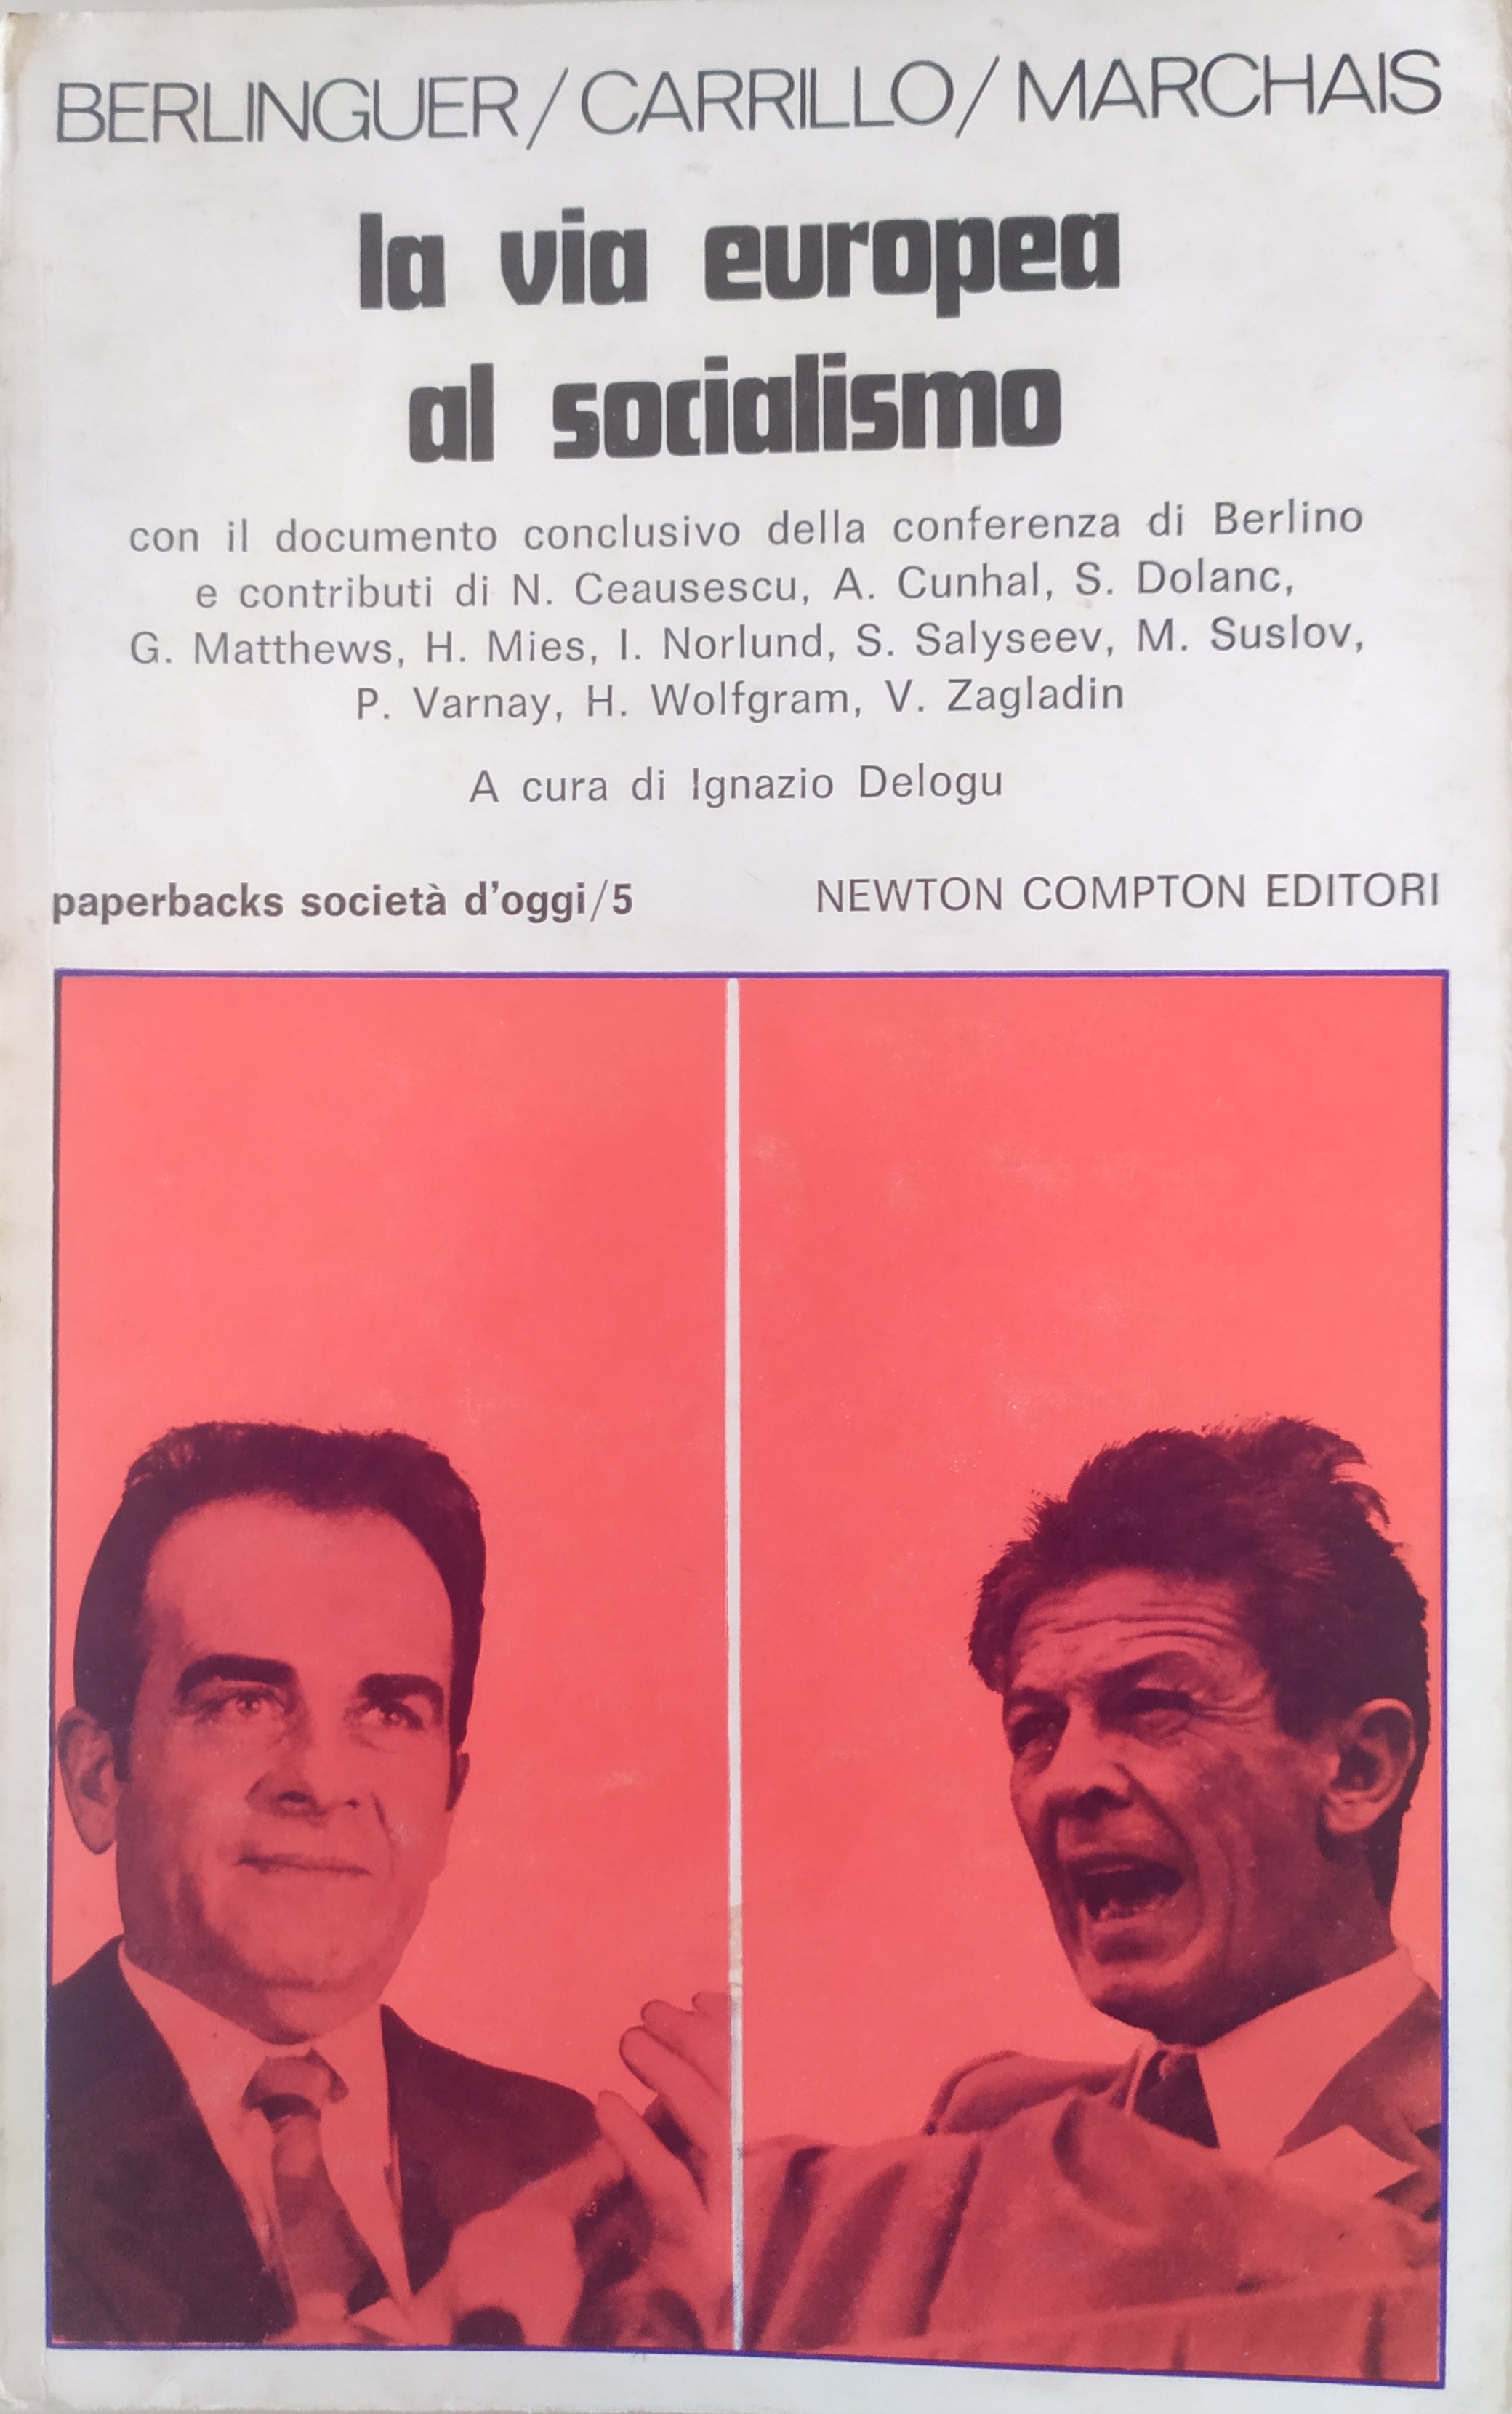 BERLINGUER/CARRILLO/MARCHAIS
la via europea
al socialismo
con il documento conclusivo della conferenza di Berlino
e contributi di N. Ceausescu, A. Cunhal, S. Dolanc,
G. Matthews, H. Mies, I. Norlund, S. Salyseev, M. Suslov,
P. Varnay, H. Wolfgram, V. Zagladin
A cura di Ignazio Delogu
paperbacks società d'oggi/5 NEWTON COMPTON EDITORI